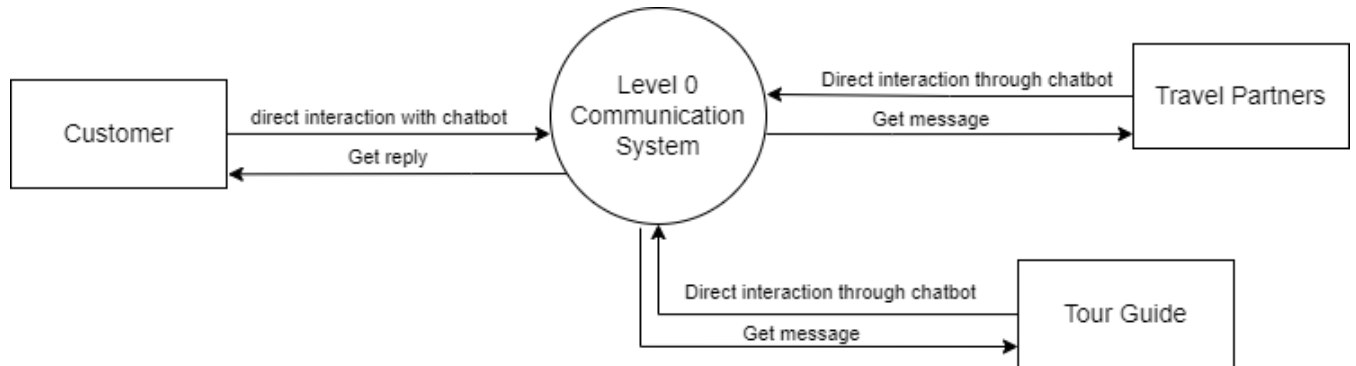 Customer
direct interaction with chatbot
Get reply
Level 0
Communication
System
Direct interaction through chatbot
Get message
Travel Partners
Direct interaction through chatbot
Get message
Tour Guide